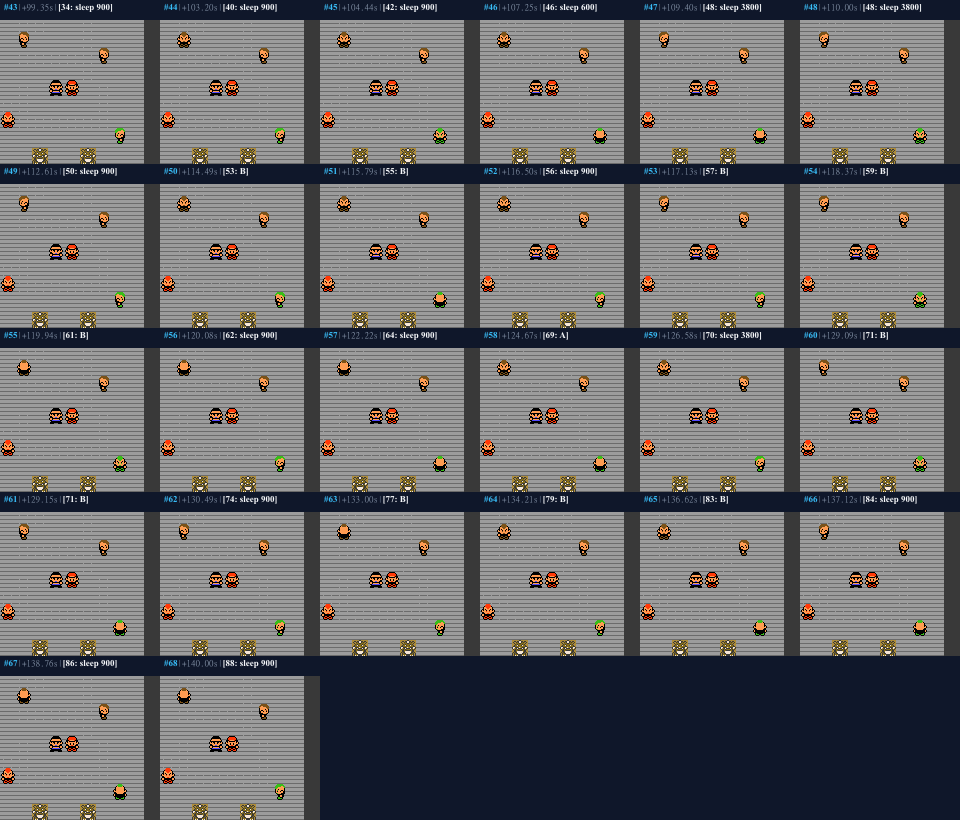 #43|+99.35s|[34: sleep 900]
#44|+103.20s|[40: sleep 900]
#45|+104.44s|[42: sleep 900]
#46|+107.25s|[46: sleep 600]
#47|+109.40s|[48: sleep 3800]
#48|+110.00s|[48: sleep 3800]
#49|+112.61s|[50: sleep 900]
#50|+114.49s|[53: B]
#51|+115.79s|[55: B]
#52|+116.50s|[56: sleep 900]
#53|+117.13s|[57: B]
#54|+118.37s|[59: B]
#55|+119.94s|[61: B]
#56|+120.08s|[62: sleep 900]
#57|+122.22s|[64: sleep 900]
#58|+124.67s|[69: A]
#59|+126.58s|[70: sleep 3800]
#60|+129.09s|[71: B]
#61|+129.15s|[71: B]
#62|+130.49s|[74: sleep 900]
#63|+133.00s|[77: B]
#64|+134.21s|[79: B]
#65|+136.62s|[83: B]
#66|+137.12s|[84: sleep 900]
#67|+138.76s|[86: sleep 900]
#68|+140.00s|[88: sleep 900]